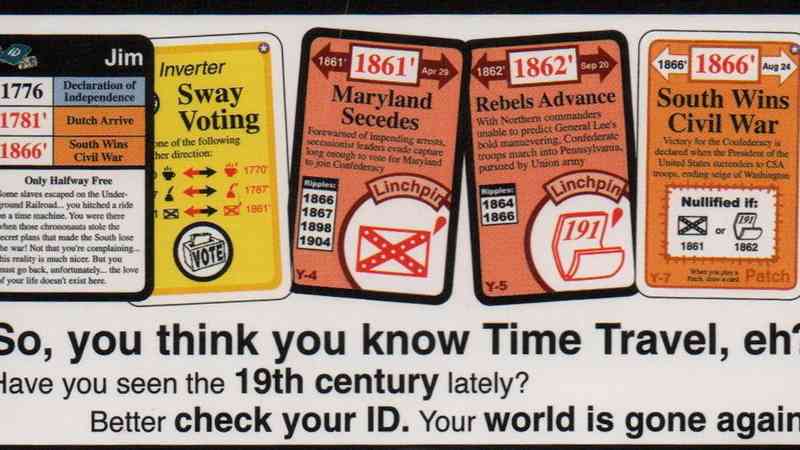 ID
Jim
1776 Declaration of Independence
1781' Dutch Arrive
1866' South Wins Civil War
Only Halfway Free
Some slaves escaped on the Under-
ground Railroad... you hitched a ride
on a time machine. You were there
when those chrononauts stole the
secret plans that made the South lose
the war! Not that you're complaining...
this reality is much nicer. But you
must go back, unfortunately... the love
of your life doesn't exist here.
Inverter
Sway
Voting
one of the following
her direction:
1770'
1787'
1861'
VOTE
1861' 1861' Apr 29
Maryland
Secedes
Forewarned of impending arrests,
secessionist leaders evade capture
long enough to vote for Maryland
to join Confederacy
Ripples:
1866
1867
1898
1904
Linchpin
Y-4
1862' 1862' Sep 20
Rebels Advance
With Northern commanders
unable to predict General Lee's
bold maneuvering, Confederate
troops march into Pennsylvania,
pursued by Union army
Ripples:
1864
1866
Linchpin
191
Y-5
1866' 1866' Aug 24
South Wins
Civil War
Victory for the Confederacy is
declared when the President of the
United States surrenders to CSA
troops, ending seige of Washington
Nullified if:
or
191
1861 1862
Y-7
When you play a
Patch, draw a card.
Patch
So, you think you know Time Travel, eh?
Have you seen the 19th century lately?
Better check your ID. Your world is gone again